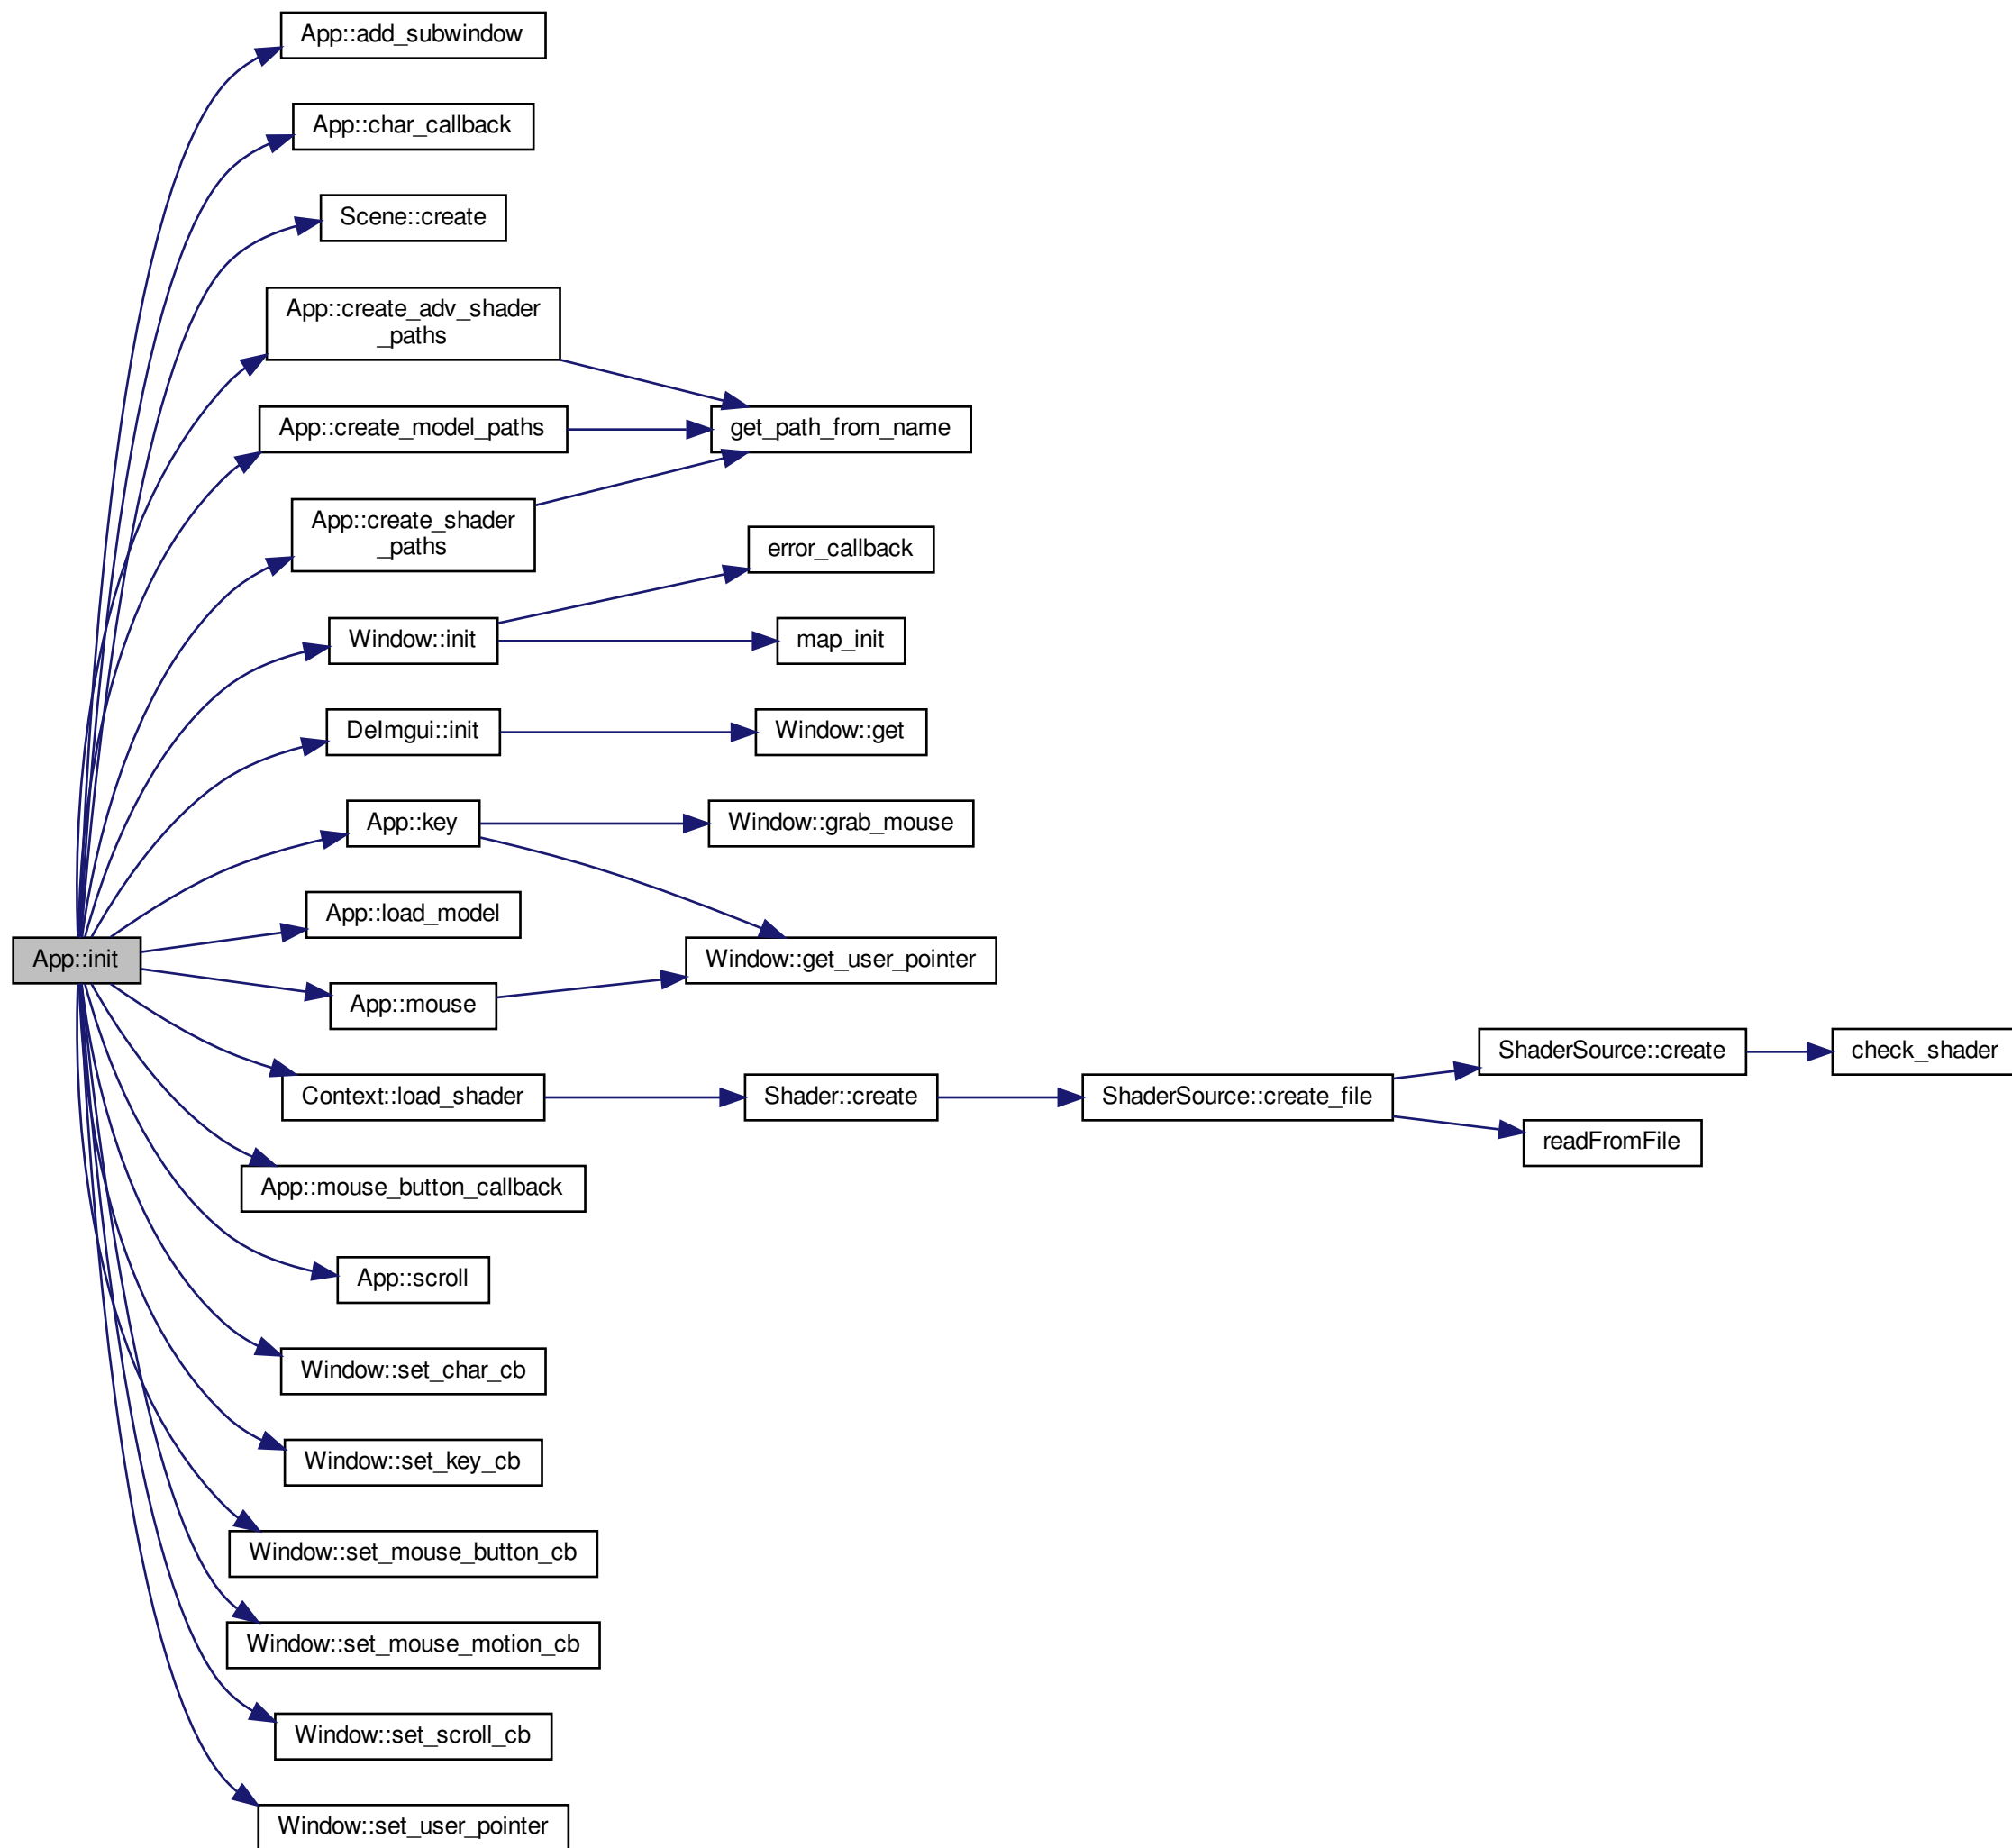 App::add_subwindow
App::char_callback
Scene::create
App::create_adv_shader
_paths
App::create_model_paths
get_path_from_name
App::create_shader
_paths
error_callback
Window::init
map_init
DeImgui::init
Window::get
App::key
Window::grab_mouse
App::load_model
App::init
Window::get_user_pointer
App::mouse
ShaderSource::create
check_shader
Context::load_shader
Shader::create
ShaderSource::create_file
readFromFile
App::mouse_button_callback
App::scroll
Window::set_char_cb
Window::set_key_cb
Window::set_mouse_button_cb
Window::set_mouse_motion_cb
Window::set_scroll_cb
Window::set_user_pointer